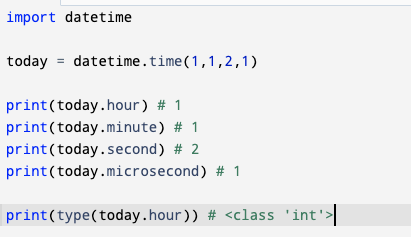 import datetime
today = datetime.time(1,1,2,1)
print(today.hour) # 1
print(today.minute) # 1
print(today.second) # 2
print(today.microsecond) # 1
print(type(today.hour)) # <class 'int'>